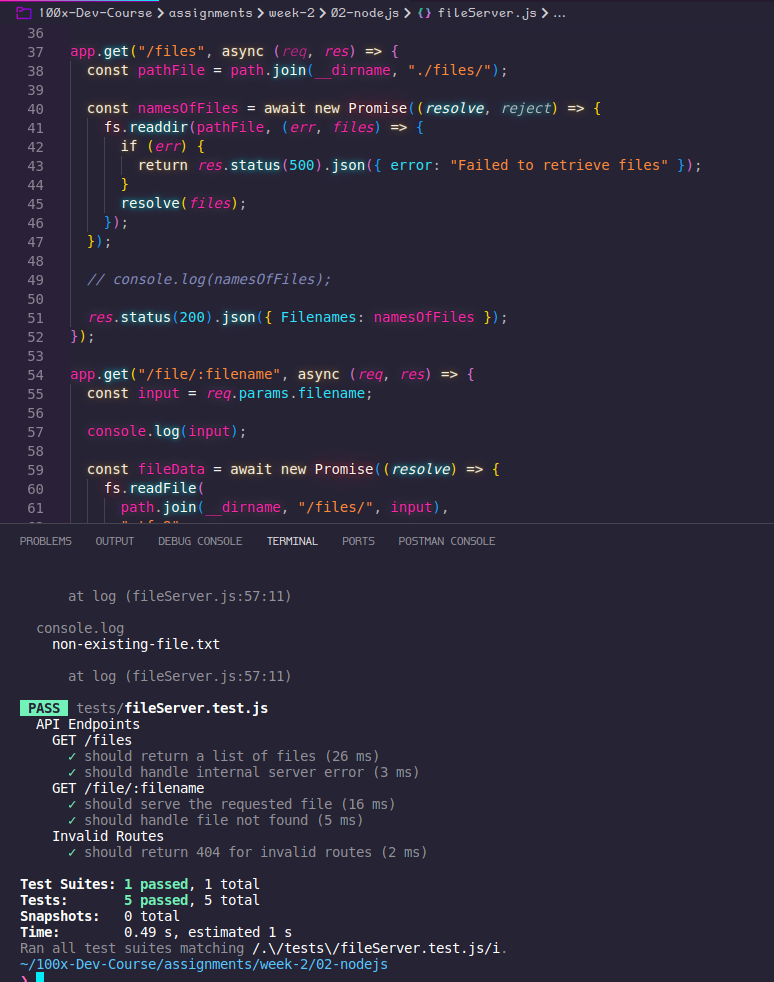 100x-Dev-Course > assignments > week-2 > 02-nodejs > {} fileServer.js > ...
36
37 app.get("/files", async (req, res) => {
38 const pathFile = path.join(__dirname, "./files/");
39
40 const namesOfFiles = await new Promise((resolve, reject) => {
41 fs.readdir(pathFile, (err, files) => {
42 if (err) {
43 return res.status(500).json({ error: "Failed to retrieve files" });
44 }
45 resolve(files);
46 });
47 });
48
49 // console.log(namesOfFiles);
50
51 res.status(200).json({ Filenames: namesOfFiles });
52 });
53
54 app.get("/file/:filename", async (req, res) => {
55 const input = req.params.filename;
56
57 console.log(input);
58
59 const fileData = await new Promise((resolve) => {
60 fs.readFile(
61 path.join(__dirname, "/files/", input),
PROBLEMS OUTPUT DEBUG CONSOLE TERMINAL PORTS POSTMAN CONSOLE
at log (fileServer.js:57:11)
console.log
non-existing-file.txt
at log (fileServer.js:57:11)
PASS tests/fileServer.test.js
API Endpoints
GET /files
✓ should return a list of files (26 ms)
✓ should handle internal server error (3 ms)
GET /file/:filename
✓ should serve the requested file (16 ms)
✓ should handle file not found (5 ms)
Invalid Routes
✓ should return 404 for invalid routes (2 ms)
Test Suites: 1 passed, 1 total
Tests: 5 passed, 5 total
Snapshots: 0 total
Time: 0.49 s, estimated 1 s
Ran all test suites matching /.\/tests\/fileServer.test.js/i.
~/100x-Dev-Course/assignments/week-2/02-nodejs
❯